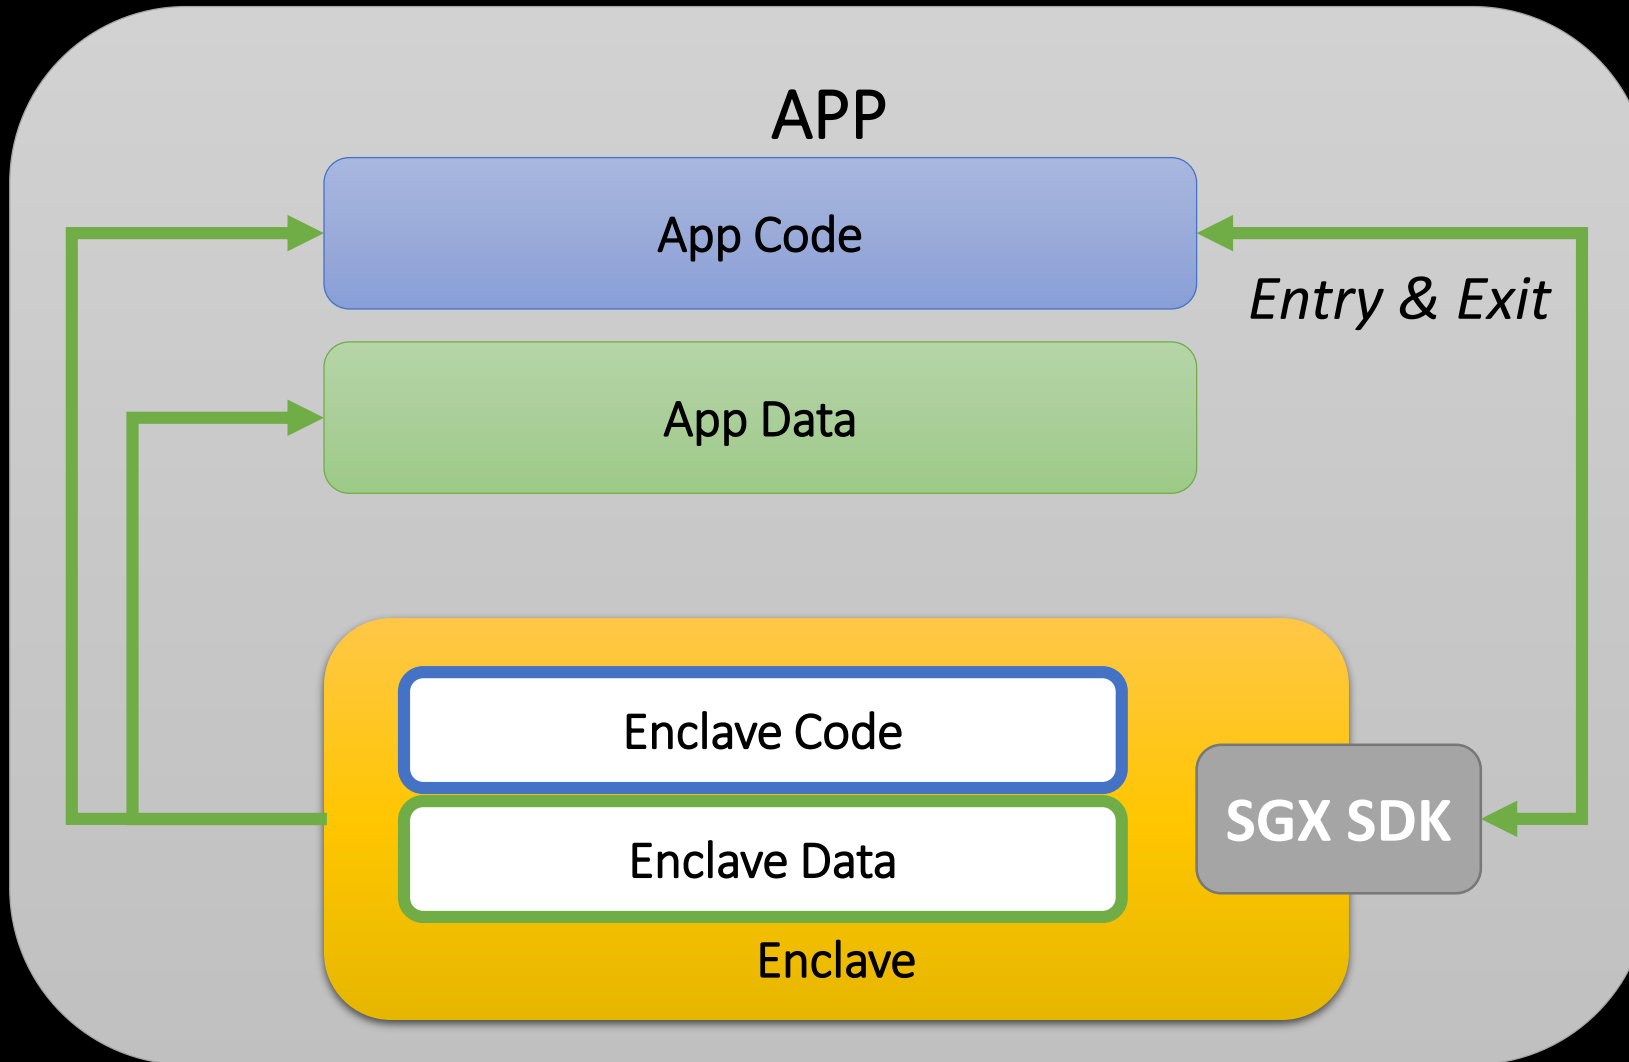 APP
App Code
Entry & Exit
App Data
Enclave Code
SGX SDK
Enclave Data
Enclave